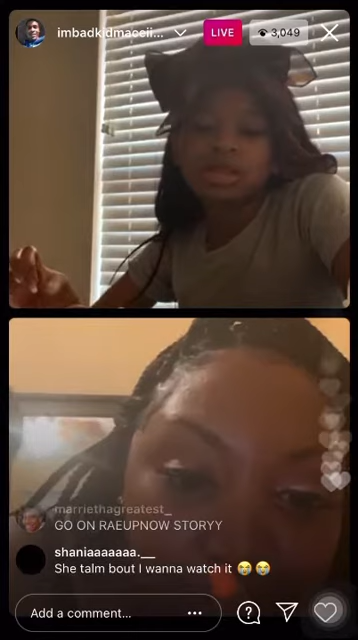 imbadkidmaceii...
LIVE
3,049
marriethagreatest_
GO ON RAEUPNOW STORYY
shaniaaaaaaa.__
She talm bout I wanna watch it 😭😭
Add a comment...